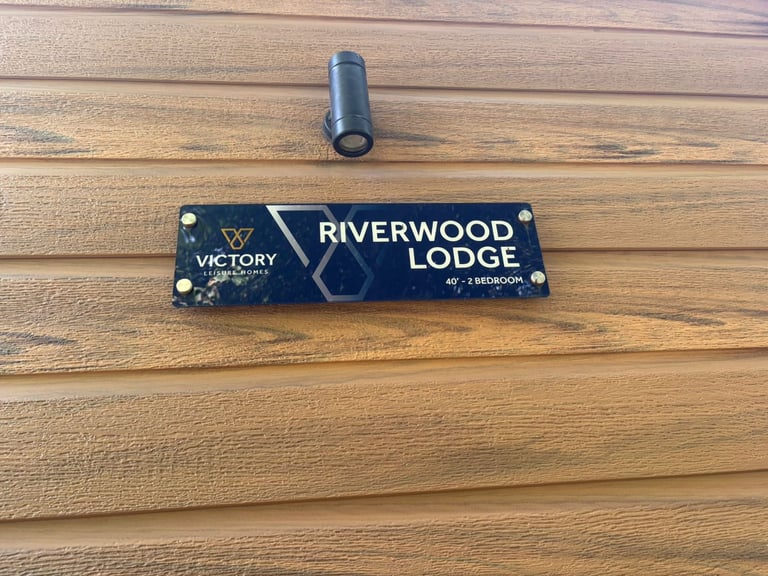 VICTORY
LEISURE HOMES
RIVERWOOD
LODGE
40' - 2 BEDROOM